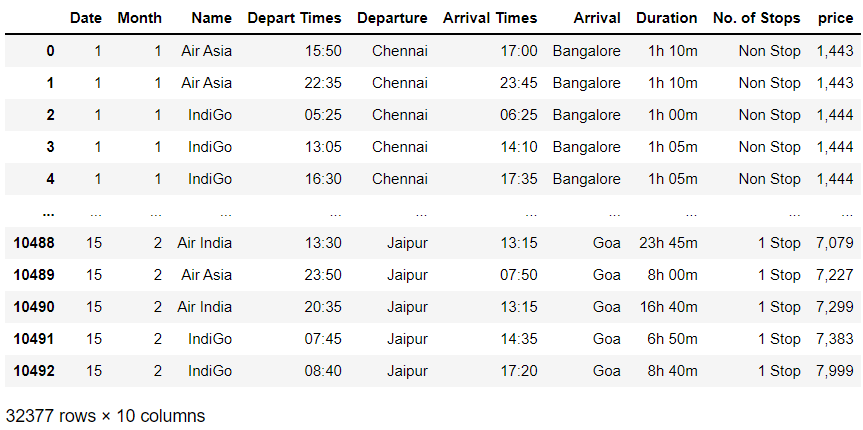 Date Month Name Depart Times Departure Arrival Times Arrival Duration No. of Stops price
0 1 1 Air Asia 15:50 Chennai 17:00 Bangalore 1h 10m Non Stop 1,443
1 1 1 Air Asia 22:35 Chennai 23:45 Bangalore 1h 10m Non Stop 1,443
2 1 1 IndiGo 05:25 Chennai 06:25 Bangalore 1h 00m Non Stop 1,444
3 1 1 IndiGo 13:05 Chennai 14:10 Bangalore 1h 05m Non Stop 1,444
4 1 1 IndiGo 16:30 Chennai 17:35 Bangalore 1h 05m Non Stop 1,444
... ... ... ... ... ... ... ... ... ... ...
10488 15 2 Air India 13:30 Jaipur 13:15 Goa 23h 45m 1 Stop 7,079
10489 15 2 Air Asia 23:50 Jaipur 07:50 Goa 8h 00m 1 Stop 7,227
10490 15 2 Air India 20:35 Jaipur 13:15 Goa 16h 40m 1 Stop 7,299
10491 15 2 IndiGo 07:45 Jaipur 14:35 Goa 6h 50m 1 Stop 7,383
10492 15 2 IndiGo 08:40 Jaipur 17:20 Goa 8h 40m 1 Stop 7,999
32377 rows × 10 columns